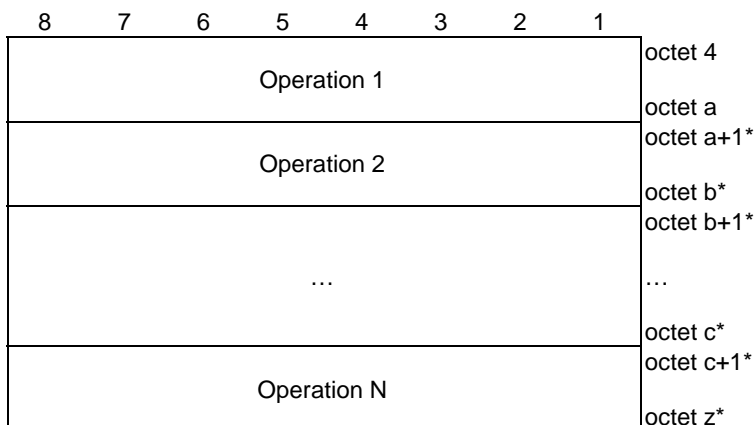 8 7 6 5 4 3 2 1
octet 4
Operation 1
octet a
octet a+1*
Operation 2
octet b*
octet b+1*
… …
octet c*
octet c+1*
Operation N
octet z*